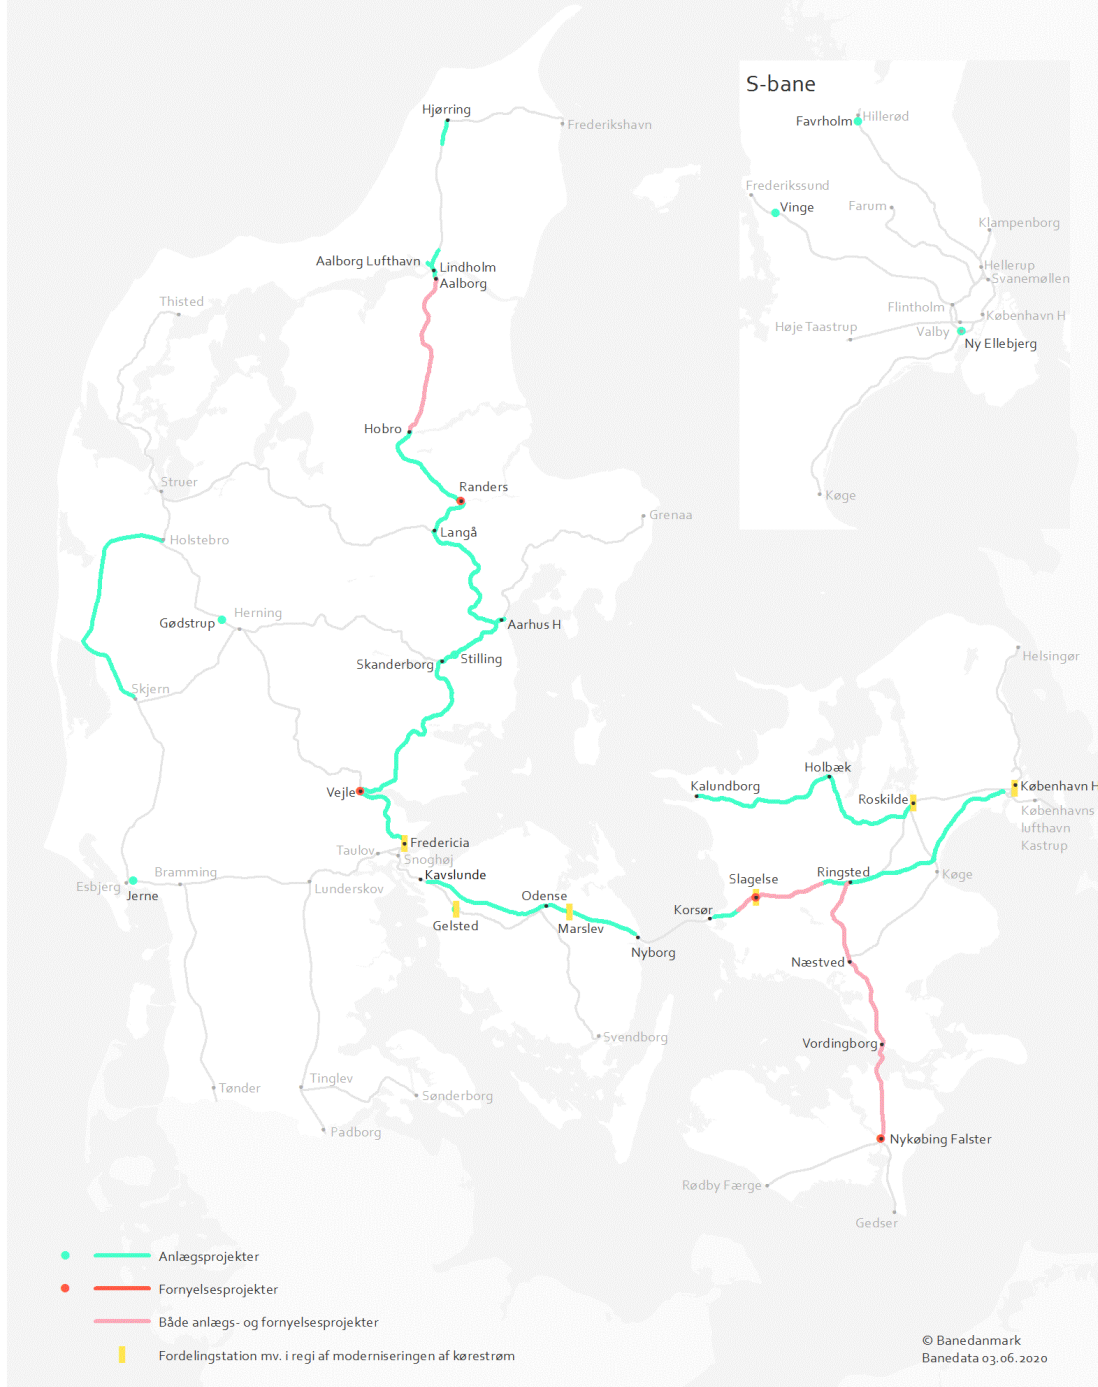 S-bane
Hjørring
Frederikshavn
Favrholm
Hillerød
Frederikssund
Vinge
Farum
Klampenborg
Hellerup
Svanemøllen
Flintholm
København H
Høje Taastrup
Valby
Ny Ellebjerg
Køge
Aalborg Lufthavn
Lindholm
Aalborg
Thisted
Hobro
Struer
Randers
Grenaa
Langå
Holstebro
Gødstrup
Herning
Aarhus H
Stilling
Skanderborg
Skjern
Helsingør
Vejle
Kalundborg
Holbæk
Roskilde
København H
Københavns
lufthavn
Kastrup
Fredericia
Taulov
Snoghøj
Kavslunde
Esbjerg
Jerne
Bramming
Lunderskov
Odense
Gelsted
Marslev
Nyborg
Korsør
Slagelse
Ringsted
Køge
Næstved
Svendborg
Vordingborg
Tønder
Tinglev
Sønderborg
Padborg
Nykøbing Falster
Rødby Færge
Gedser
Anlægsprojekter
Fornyelsesprojekter
Både anlægs- og fornyelsesprojekter
Fordelingstation mv. i regi af moderniseringen af kørestrøm
© Banedanmark
Banedata 03.06.2020